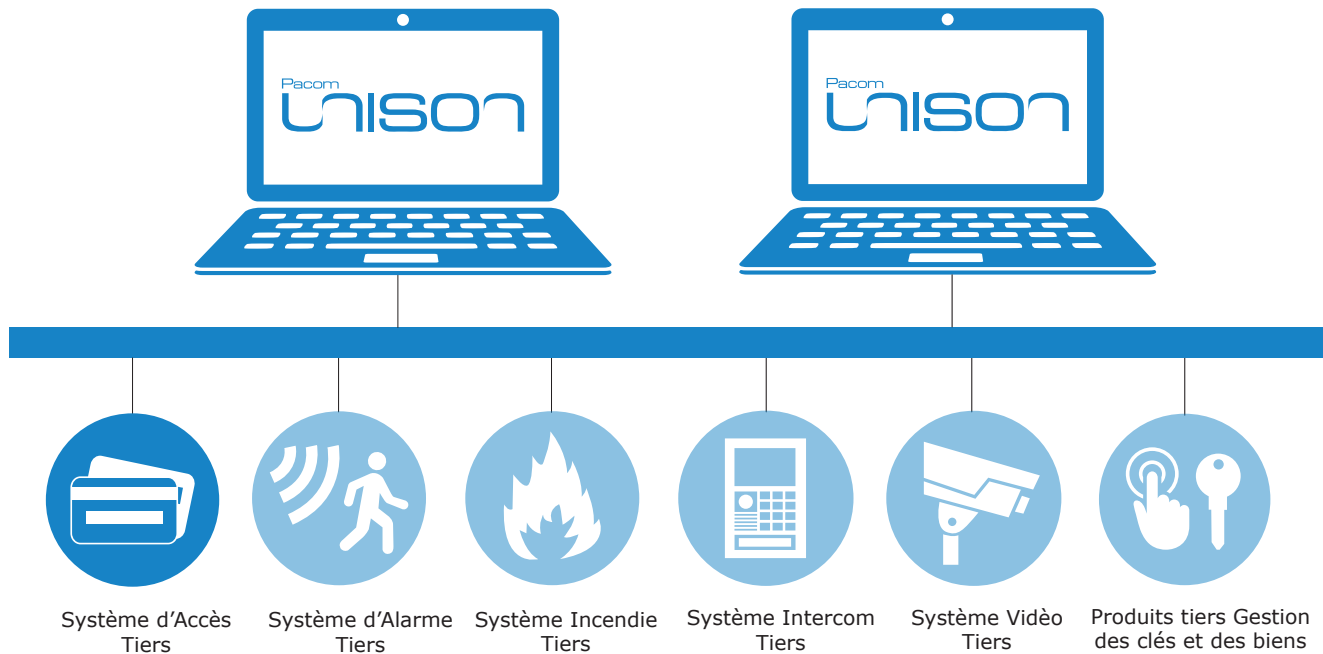 Pacom
UNISON
Pacom
UNISON
Système d'Accès
Tiers
Système d'Alarme
Tiers
Système Incendie
Tiers
Système Intercom
Tiers
Système Vidèo
Tiers
Produits tiers Gestion
des clés et des biens